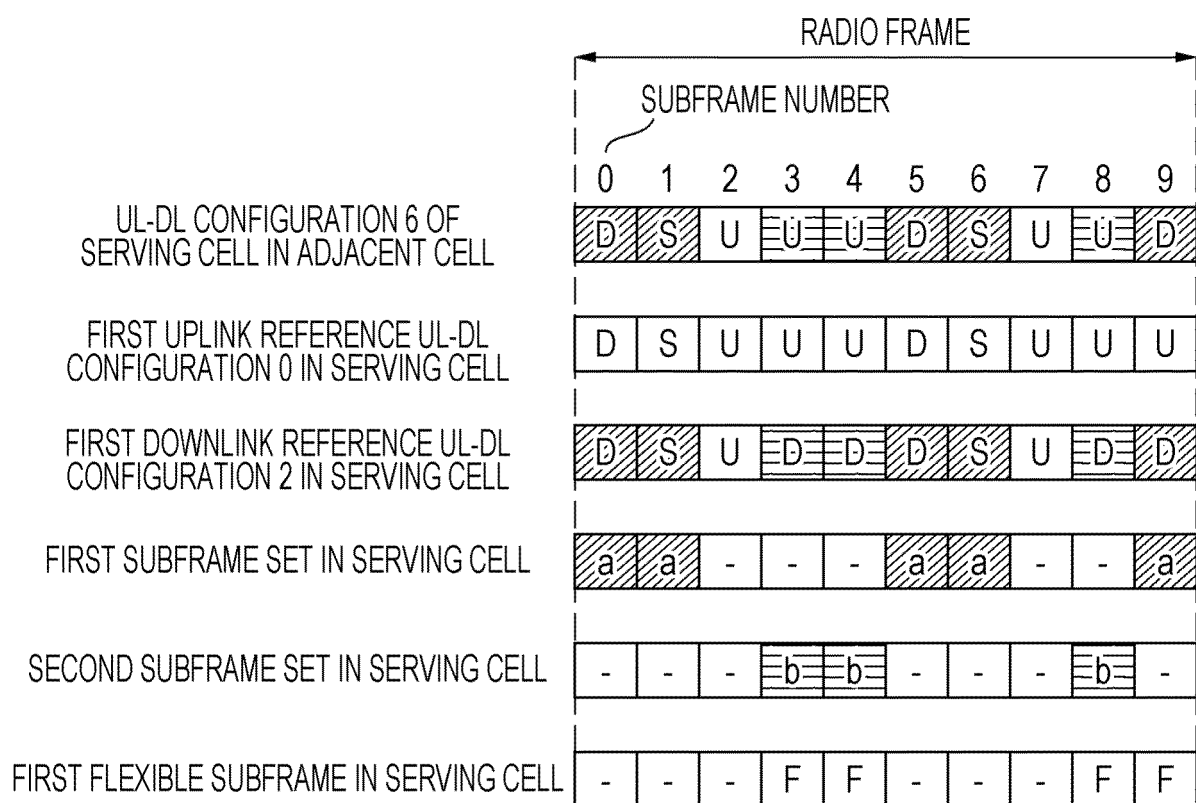 RADIO FRAME
SUBFRAME NUMBER
0 1 2 3 4 5 6 7 8 9
UL-DL CONFIGURATION 6 OF
SERVING CELL IN ADJACENT CELL
D S U U U D S U U D
FIRST UPLINK REFERENCE UL-DL
CONFIGURATION 0 IN SERVING CELL
D S U U U D S U U U
FIRST DOWNLINK REFERENCE UL-DL
CONFIGURATION 2 IN SERVING CELL
D S U D D D S U D D
FIRST SUBFRAME SET IN SERVING CELL
a a - - - a a - - a
SECOND SUBFRAME SET IN SERVING CELL
- - - b b - - - b -
FIRST FLEXIBLE SUBFRAME IN SERVING CELL
- - - F F - - - F F